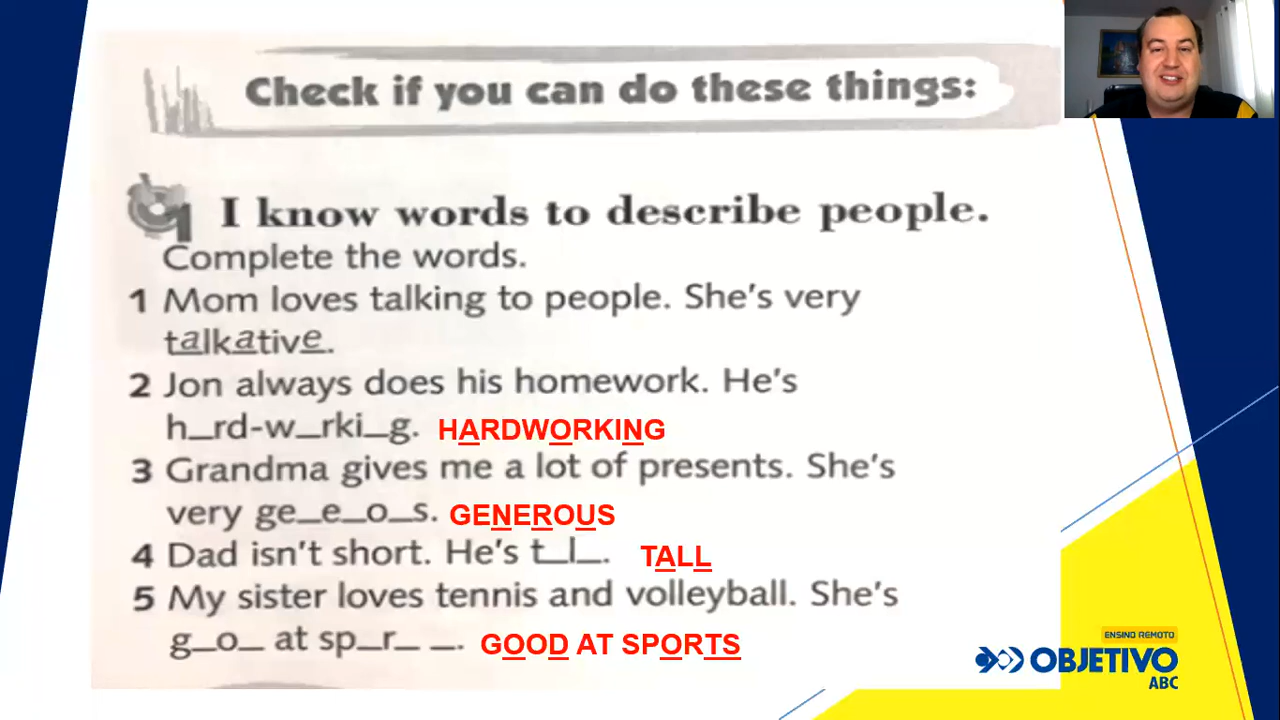 Check if you can do these things:
I know words to describe people.
Complete the words.
1 Mom loves talking to people. She's very
talkative.
2 Jon always does his homework. He's
h_rd-w_rki_g. HARDWORKING
3 Grandma gives me a lot of presents. She's
very ge_e_o_s. GENEROUS
4 Dad isn't short. He's t_l_. TALL
5 My sister loves tennis and volleyball. She's
g_o_ at sp_r_ _. GOOD AT SPORTS
ENSINO REMOTO
OBJETIVO
ABC